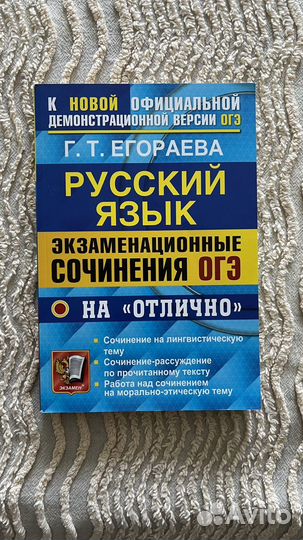 К НОВОЙ ОФИЦИАЛЬНОЙ
ДЕМОНСТРАЦИОННОЙ ВЕРСИИ ОГЭ
Г. Т. ЕГОРАЕВА
РУССКИЙ
ЯЗЫК
ЭКЗАМЕНАЦИОННЫЕ
СОЧИНЕНИЯ ОГЭ
НА «ОТЛИЧНО»
• Сочинение на лингвистическую
тему
• Сочинение-рассуждение
по прочитанному тексту
• Работа над сочинением
на морально-этическую тему
ЭКЗАМЕН
Avito